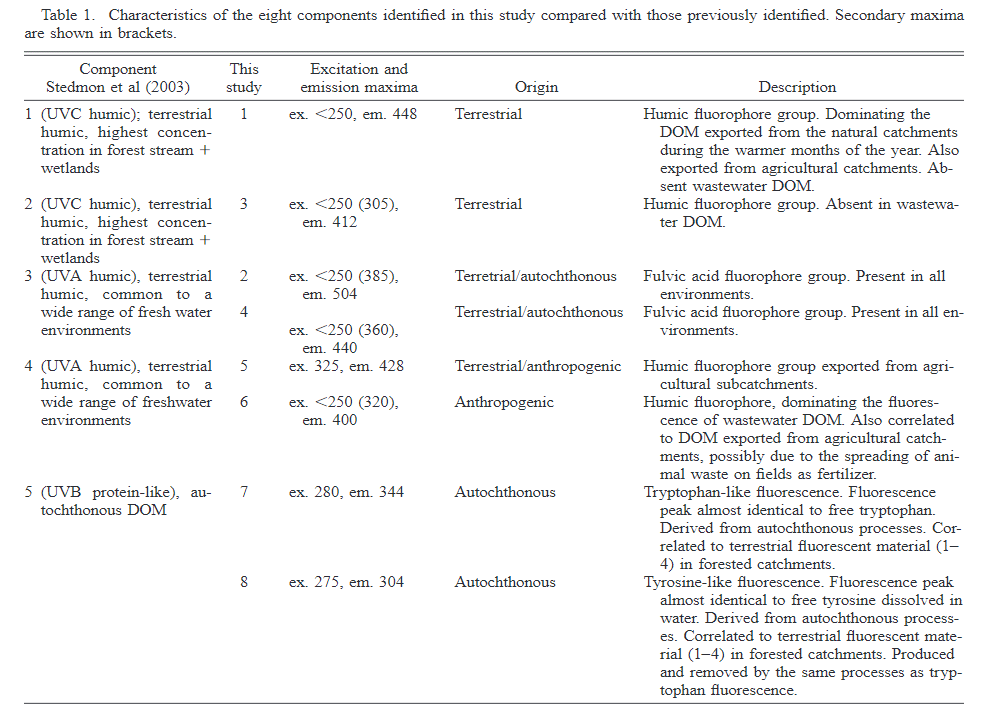 Table 1. Characteristics of the eight components identified in this study compared with those previously identified. Secondary maxima
are shown in brackets.
Component This Excitation and
Stedmon et al (2003) study emission maxima Origin Description
1 (UVC humic); terrestrial 1 ex. <250, em. 448 Terrestrial Humic fluorophore group. Dominating the
humic, highest concen- DOM exported from the natural catchments
tration in forest stream + during the warmer months of the year. Also
wetlands exported from agricultural catchments. Ab-
sent wastewater DOM.
2 (UVC humic), terrestrial 3 ex. <250 (305), Terrestrial Humic fluorophore group. Absent in wastewa-
humic, highest concen- em. 412 ter DOM.
tration in forest stream +
wetlands
3 (UVA humic), terrestrial 2 ex. <250 (385), Terretrial/autochthonous Fulvic acid fluorophore group. Present in all
humic, common to a em. 504 environments.
wide range of fresh water 4 Terrestrial/autochthonous Fulvic acid fluorophore group. Present in all en-
environments ex. <250 (360), vironments.
em. 440
4 (UVA humic), terrestrial 5 ex. 325, em. 428 Terrestrial/anthropogenic Humic fluorophore group exported from agri-
humic, common to a cultural subcatchments.
wide range of freshwater 6 ex. <250 (320), Anthropogenic Humic fluorophore, dominating the fluores-
environments em. 400 cence of wastewater DOM. Also correlated
to DOM exported from agricultural catch-
ments, possibly due to the spreading of ani-
mal waste on fields as fertilizer.
5 (UVB protein-like), au- 7 ex. 280, em. 344 Autochthonous Tryptophan-like fluorescence. Fluorescence
tochthonous DOM peak almost identical to free tryptophan.
Derived from autochthonous processes. Cor-
related to terrestrial fluorescent material (1–
4) in forested catchments.
8 ex. 275, em. 304 Autochthonous Tyrosine-like fluorescence. Fluorescence peak
almost identical to free tyrosine dissolved in
water. Derived from autochthonous process-
es. Correlated to terrestrial fluorescent mate-
rial (1–4) in forested catchments. Produced
and removed by the same processes as tryp-
tophan fluorescence.